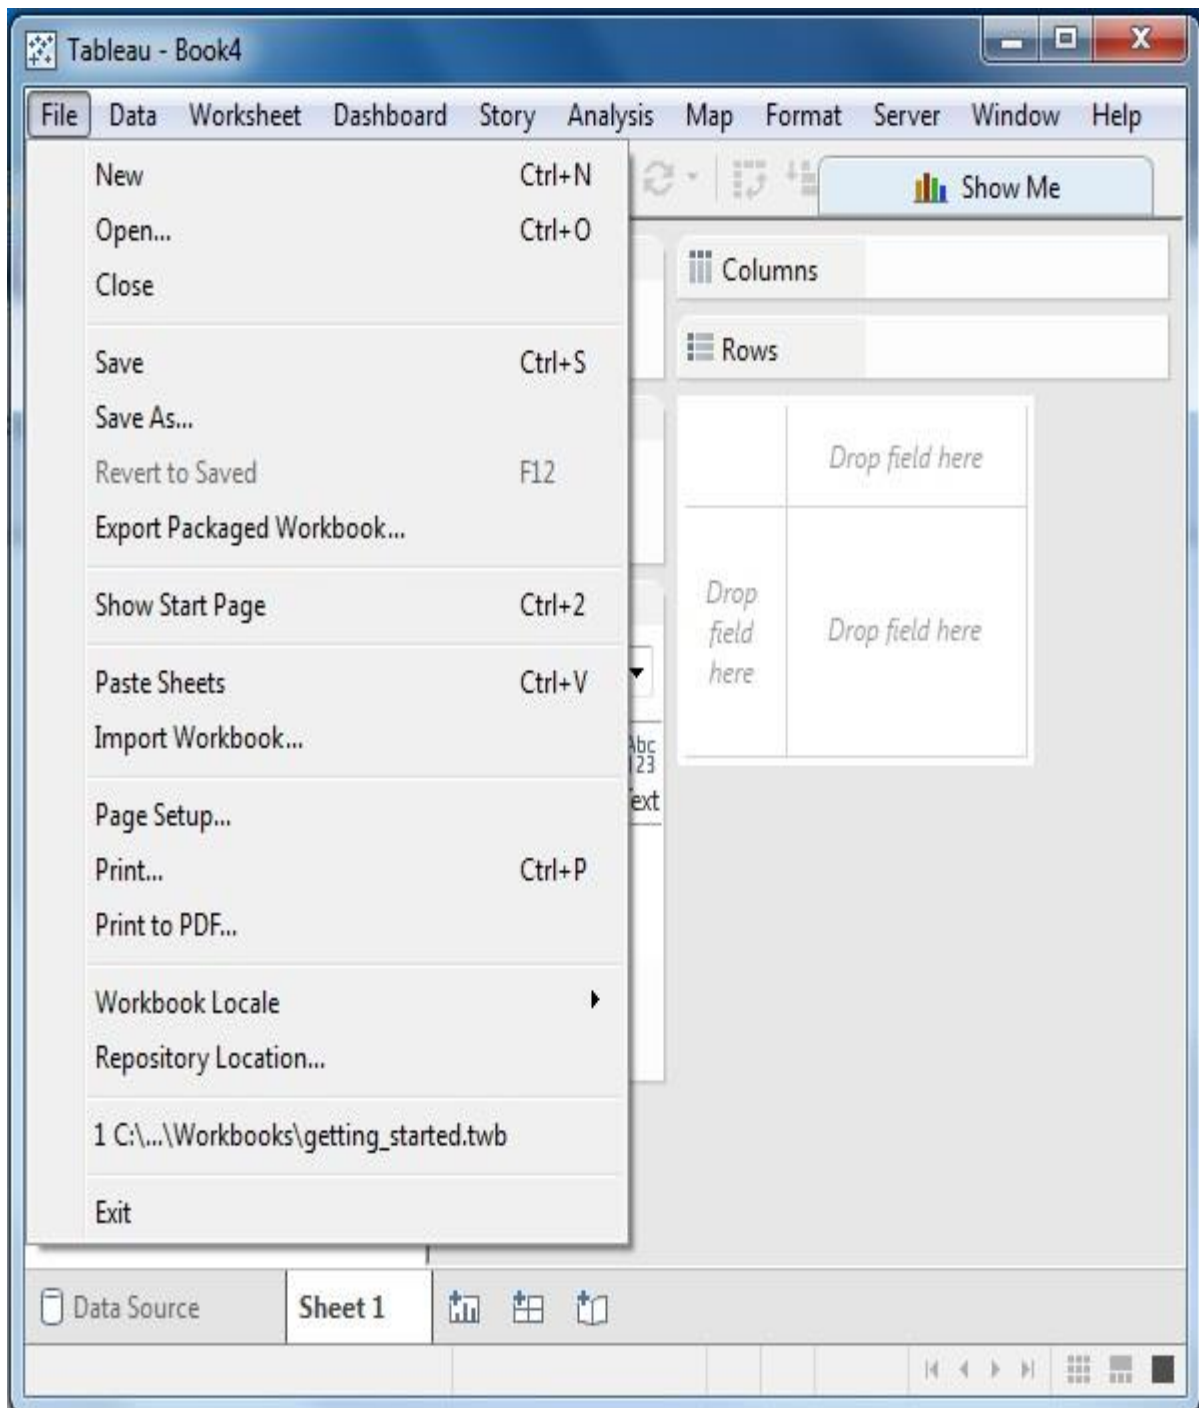 Tableau - Book4
File Data Worksheet Dashboard Story Analysis Map Format Server Window Help
New Ctrl+N
Open... Ctrl+O
Close
Save Ctrl+S
Save As...
Revert to Saved F12
Export Packaged Workbook...
Show Start Page Ctrl+2
Paste Sheets Ctrl+V
Import Workbook...
Page Setup...
Print... Ctrl+P
Print to PDF...
Workbook Locale
Repository Location...
1 C:\...\Workbooks\getting_started.twb
Exit
Show Me
Columns
Rows
Drop field here
Drop
field
here
Drop field here
Abc
123
ext
Data Source Sheet 1